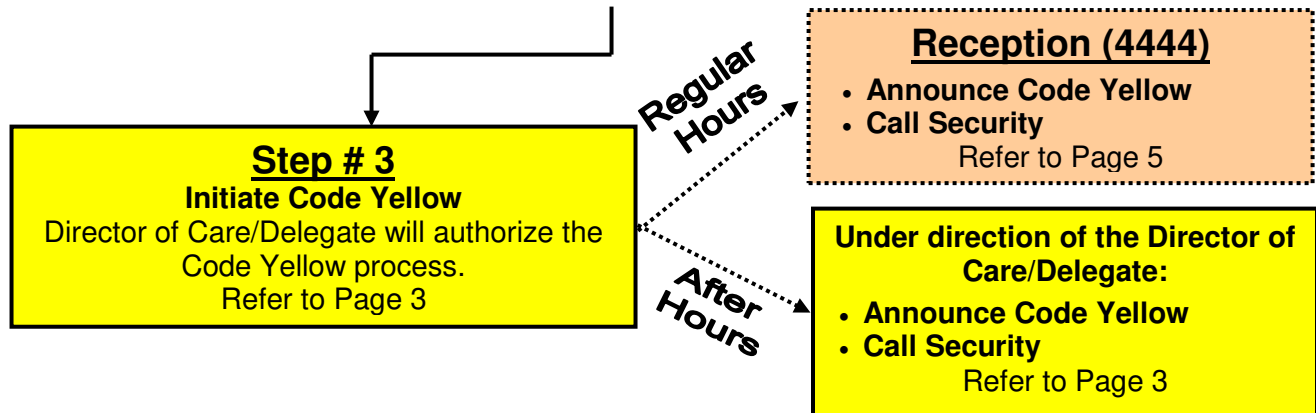 Step # 3
Initiate Code Yellow
Director of Care/Delegate will authorize the
Code Yellow process.
Refer to Page 3
Regular
Hours
Reception (4444)
• Announce Code Yellow
• Call Security
Refer to Page 5
After
Hours
Under direction of the Director of
Care/Delegate:
• Announce Code Yellow
• Call Security
Refer to Page 3